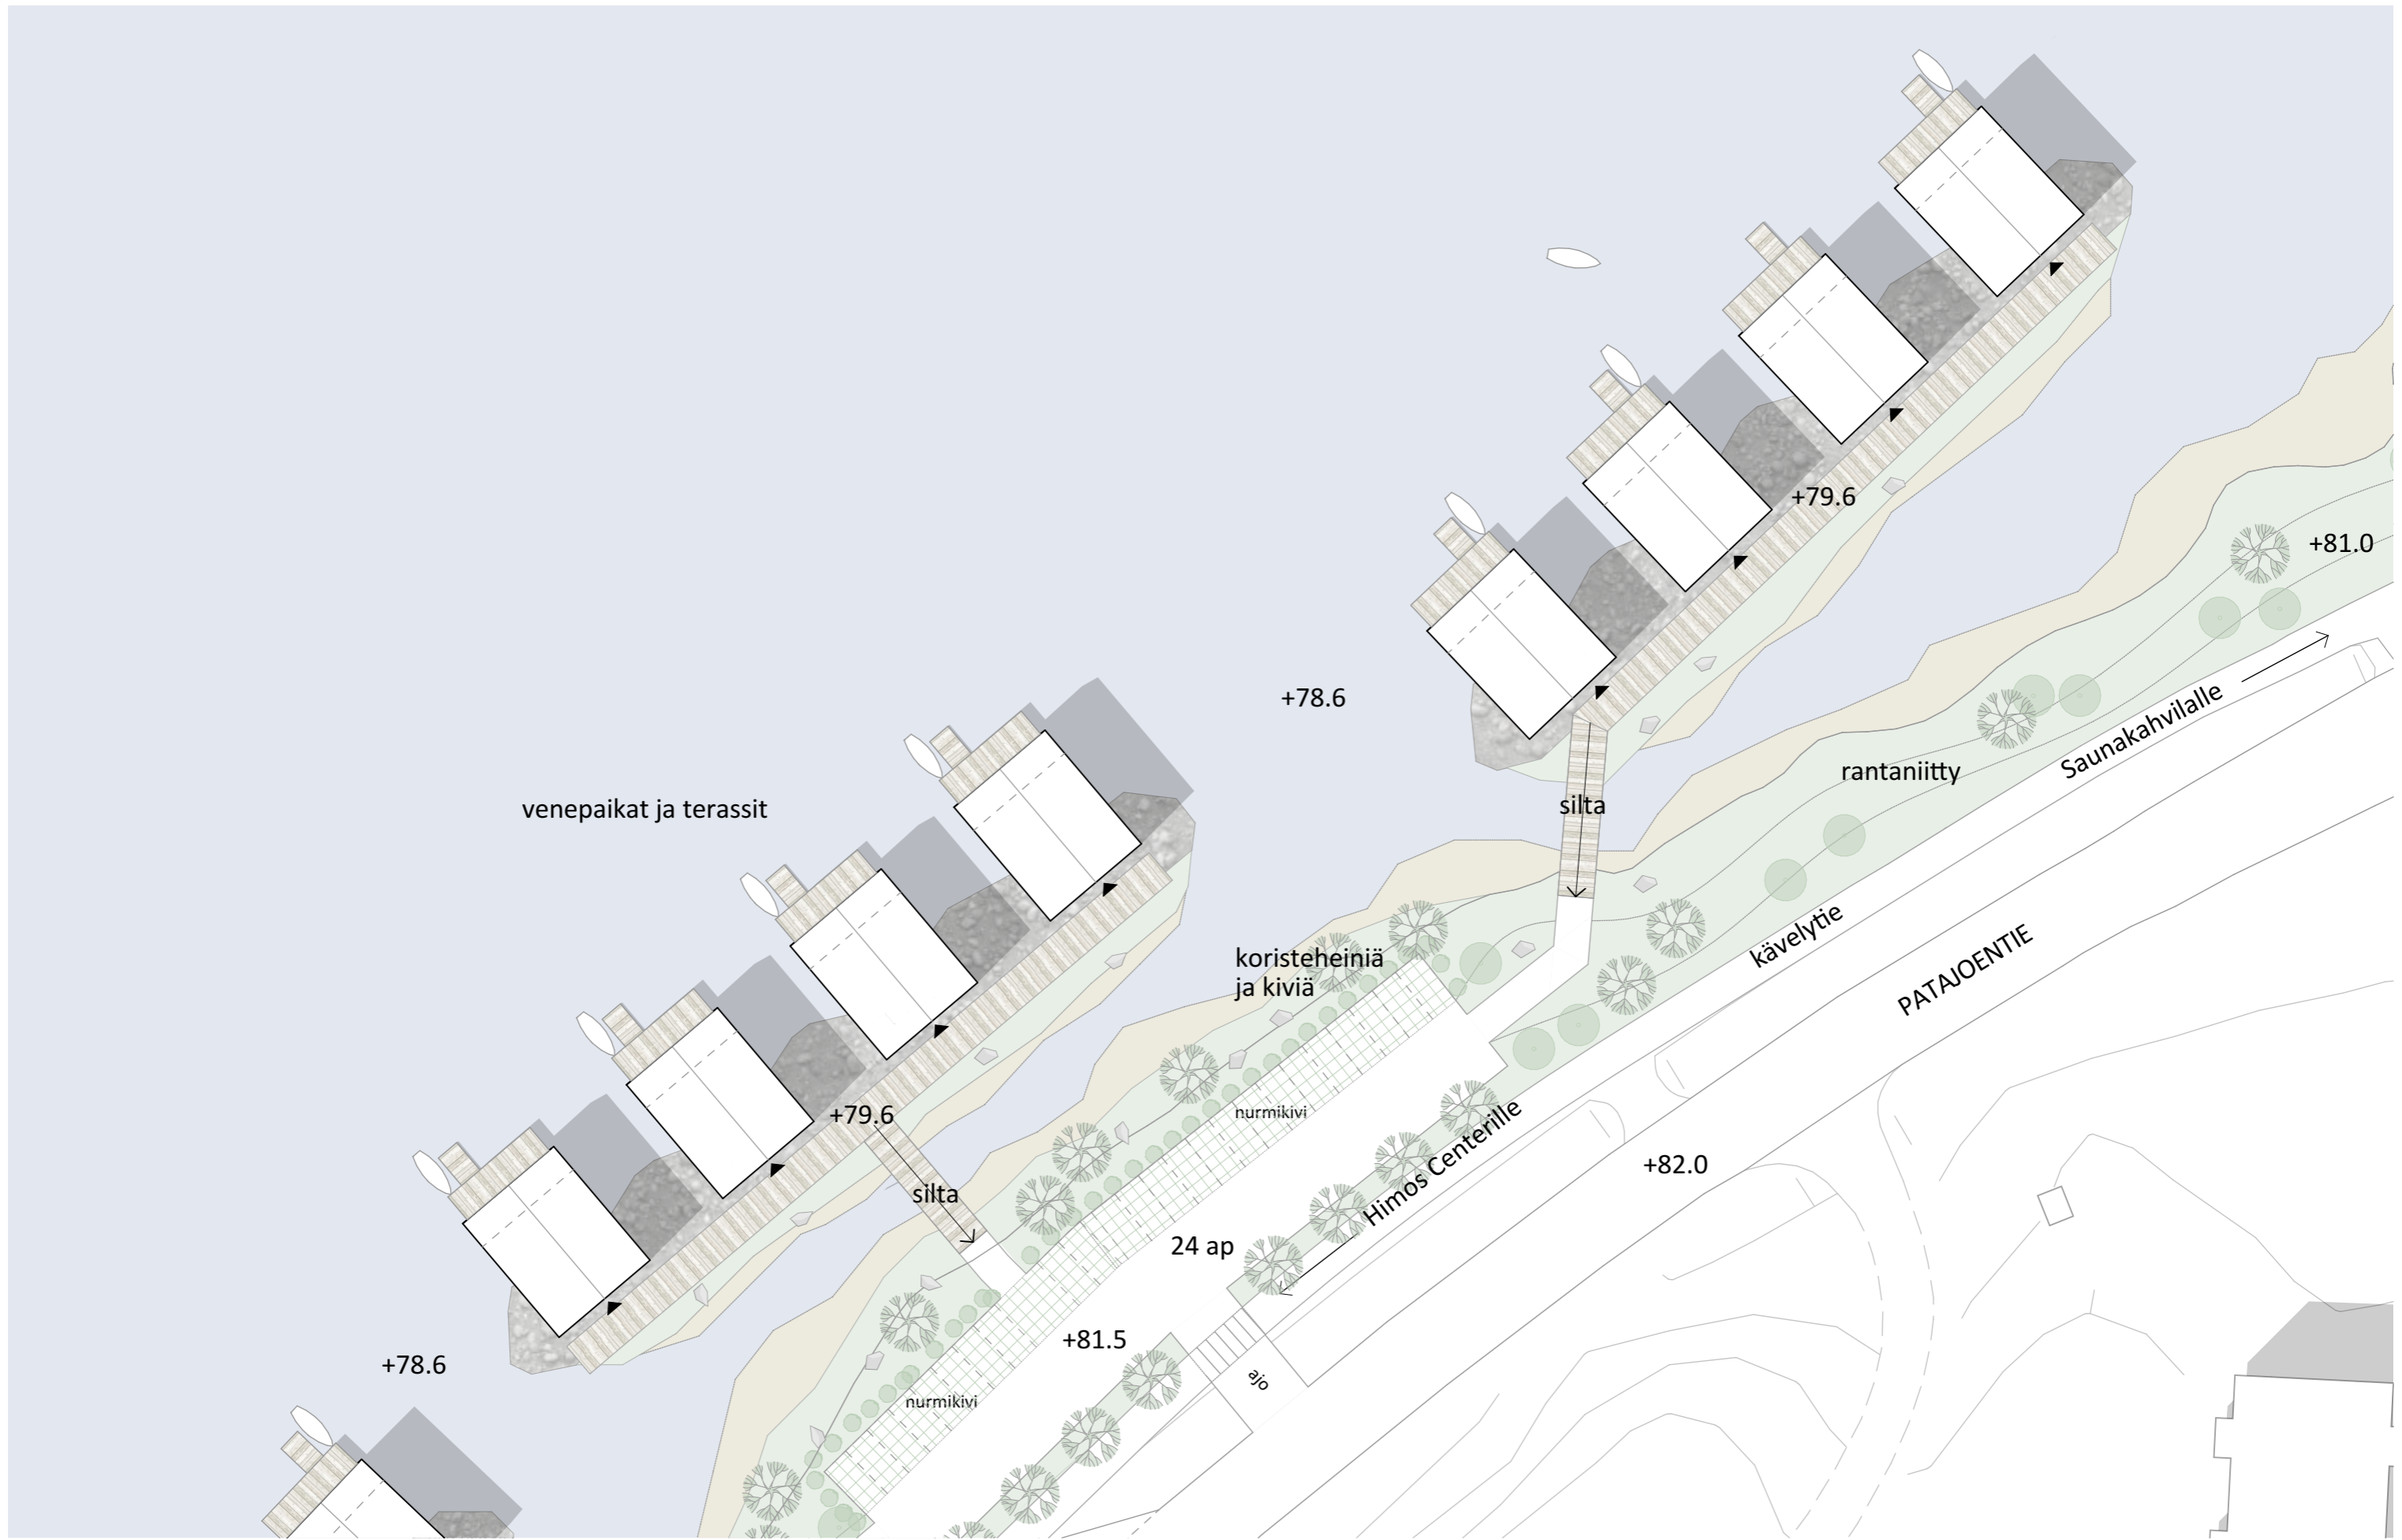 +79.6
+81.0
+78.6
Saunakahvilalle
rantaniitty
silta
venepaikat ja terassit
kävelytie
koristeheiniä
ja kiviä
PATAJOENTIE
nurmikivi
+79.6
Himos Centerille
+82.0
silta
24 ap
+81.5
+78.6
ajo
nurmikivi